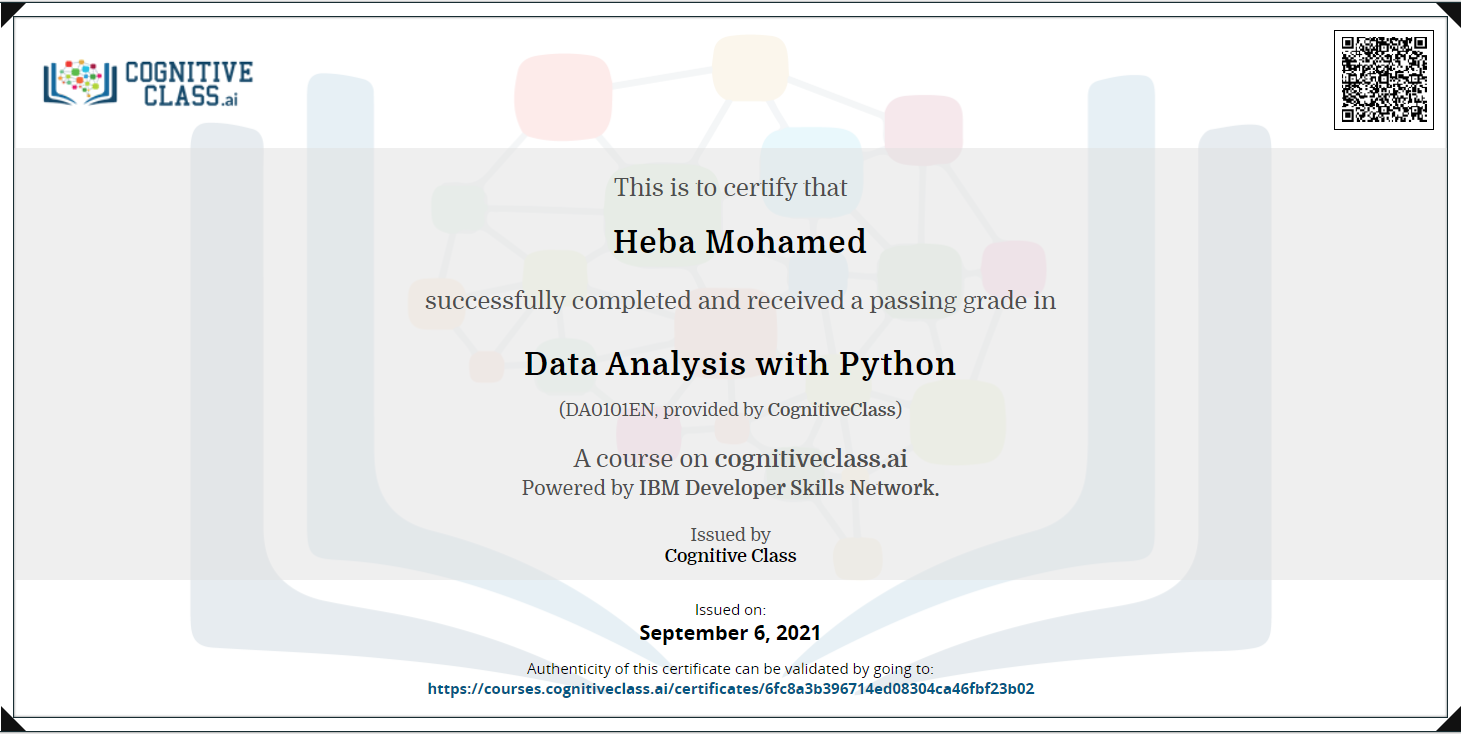 COGNITIVE
CLASS.ai
This is to certify that
Heba Mohamed
successfully completed and received a passing grade in
Data Analysis with Python
(DA0101EN, provided by CognitiveClass)
A course on cognitiveclass.ai
Powered by IBM Developer Skills Network.
Issued by
Cognitive Class
Issued on:
September 6, 2021
Authenticity of this certificate can be validated by going to:
https://courses.cognitiveclass.ai/certificates/6fc8a3b396714ed08304ca46fbf23b02